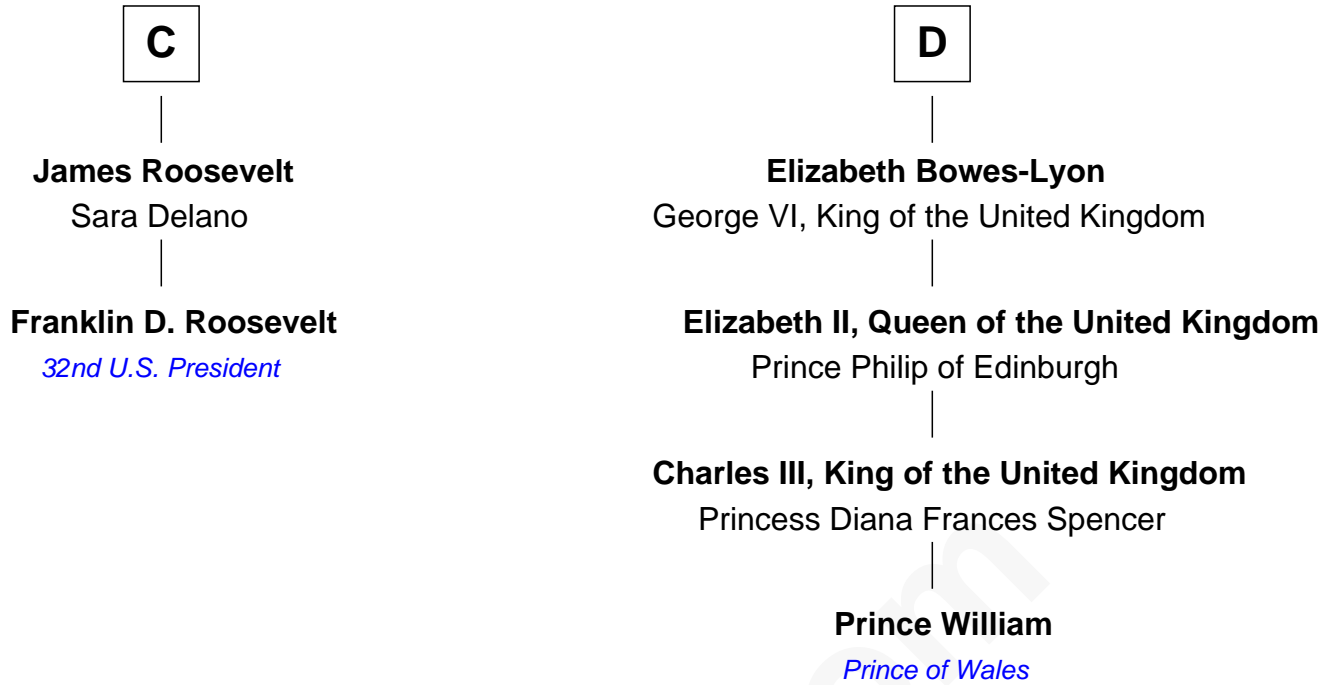 C
James Roosevelt
Sara Delano
Franklin D. Roosevelt
32nd U.S. President
D
Elizabeth Bowes-Lyon
George VI, King of the United Kingdom
Elizabeth II, Queen of the United Kingdom
Prince Philip of Edinburgh
Charles III, King of the United Kingdom
Princess Diana Frances Spencer
Prince William
Prince of Wales